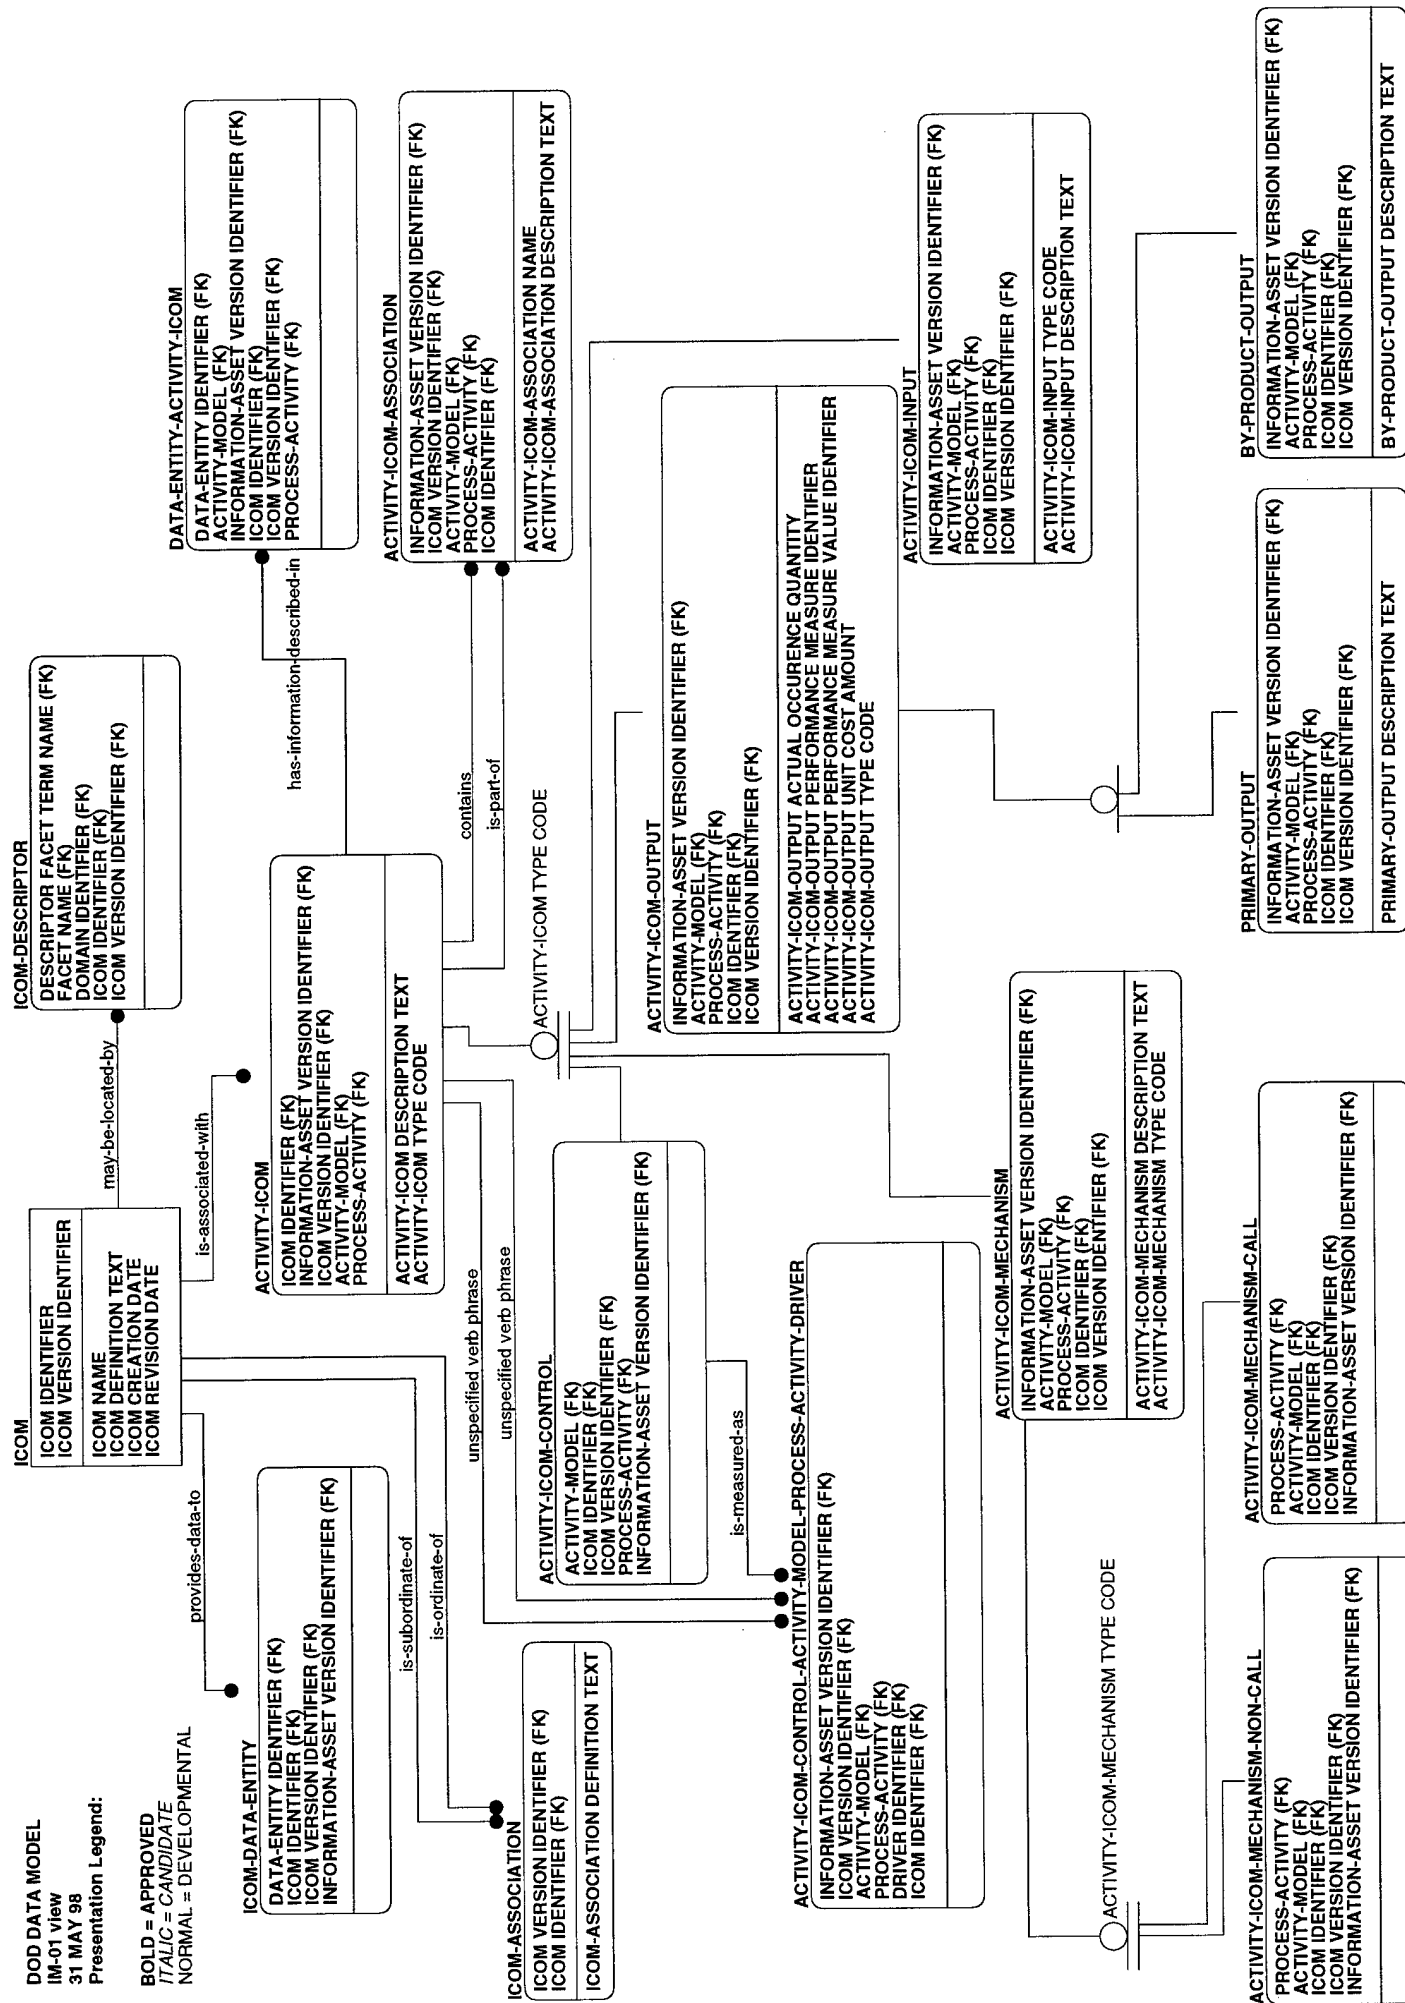 DOD DATA MODEL
IM-01 view
31 MAY 98
Presentation Legend:
BOLD = APPROVED
ITALIC = CANDIDATE
NORMAL = DEVELOPMENTAL
ICOM
ICOM IDENTIFIER
ICOM VERSION IDENTIFIER
ICOM NAME
ICOM DEFINITION TEXT
ICOM CREATION DATE
ICOM REVISION DATE
may-be-located-by
ICOM-DESCRIPTOR
DESCRIPTOR FACET TERM NAME (FK)
FACET NAME (FK)
DOMAIN IDENTIFIER (FK)
ICOM IDENTIFIER (FK)
ICOM VERSION IDENTIFIER (FK)
provides-data-to
is-associated-with
ICOM-DATA-ENTITY
DATA-ENTITY IDENTIFIER (FK)
ICOM IDENTIFIER (FK)
ICOM VERSION IDENTIFIER (FK)
INFORMATION-ASSET VERSION IDENTIFIER (FK)
is-subordinate-of
is-ordinate-of
ACTIVITY-ICOM
ICOM IDENTIFIER (FK)
INFORMATION-ASSET VERSION IDENTIFIER (FK)
ICOM VERSION IDENTIFIER (FK)
ACTIVITY-MODEL (FK)
PROCESS-ACTIVITY (FK)
ACTIVITY-ICOM DESCRIPTION TEXT
ACTIVITY-ICOM TYPE CODE
has-information-described-in
DATA-ENTITY-ACTIVITY-ICOM
DATA-ENTITY IDENTIFIER (FK)
ACTIVITY-MODEL (FK)
INFORMATION-ASSET VERSION IDENTIFIER (FK)
ICOM IDENTIFIER (FK)
ICOM VERSION IDENTIFIER (FK)
PROCESS-ACTIVITY (FK)
ICOM-ASSOCIATION
ICOM VERSION IDENTIFIER (FK)
ICOM IDENTIFIER (FK)
ICOM-ASSOCIATION DEFINITION TEXT
unspecified verb phrase
unspecified verb phrase
contains
is-part-of
ACTIVITY-ICOM-ASSOCIATION
INFORMATION-ASSET VERSION IDENTIFIER (FK)
ICOM VERSION IDENTIFIER (FK)
ACTIVITY-MODEL (FK)
PROCESS-ACTIVITY (FK)
ICOM IDENTIFIER (FK)
ACTIVITY-ICOM-ASSOCIATION NAME
ACTIVITY-ICOM-ASSOCIATION DESCRIPTION TEXT
ACTIVITY-ICOM TYPE CODE
ACTIVITY-ICOM-CONTROL
ACTIVITY-MODEL (FK)
ICOM IDENTIFIER (FK)
ICOM VERSION IDENTIFIER (FK)
PROCESS-ACTIVITY (FK)
INFORMATION-ASSET VERSION IDENTIFIER (FK)
is-measured-as
ACTIVITY-ICOM-OUTPUT
INFORMATION-ASSET VERSION IDENTIFIER (FK)
ACTIVITY-MODEL (FK)
PROCESS-ACTIVITY (FK)
ICOM IDENTIFIER (FK)
ICOM VERSION IDENTIFIER (FK)
ACTIVITY-ICOM-OUTPUT ACTUAL OCCURENCE QUANTITY
ACTIVITY-ICOM-OUTPUT PERFORMANCE MEASURE IDENTIFIER
ACTIVITY-ICOM-OUTPUT PERFORMANCE MEASURE VALUE IDENTIFIER
ACTIVITY-ICOM-OUTPUT UNIT COST AMOUNT
ACTIVITY-ICOM-OUTPUT TYPE CODE
ACTIVITY-ICOM-INPUT
INFORMATION-ASSET VERSION IDENTIFIER (FK)
ACTIVITY-MODEL (FK)
PROCESS-ACTIVITY (FK)
ICOM IDENTIFIER (FK)
ICOM VERSION IDENTIFIER (FK)
ACTIVITY-ICOM-INPUT TYPE CODE
ACTIVITY-ICOM-INPUT DESCRIPTION TEXT
ACTIVITY-ICOM-CONTROL-ACTIVITY-MODEL-PROCESS-ACTIVITY-DRIVER
INFORMATION-ASSET VERSION IDENTIFIER (FK)
ICOM VERSION IDENTIFIER (FK)
ACTIVITY-MODEL (FK)
PROCESS-ACTIVITY (FK)
DRIVER IDENTIFIER (FK)
ICOM IDENTIFIER (FK)
ACTIVITY-ICOM-MECHANISM
INFORMATION-ASSET VERSION IDENTIFIER (FK)
ACTIVITY-MODEL (FK)
PROCESS-ACTIVITY (FK)
ICOM IDENTIFIER (FK)
ICOM VERSION IDENTIFIER (FK)
ACTIVITY-ICOM-MECHANISM DESCRIPTION TEXT
ACTIVITY-ICOM-MECHANISM TYPE CODE
ACTIVITY-ICOM-MECHANISM TYPE CODE
ACTIVITY-ICOM-MECHANISM-NON-CALL
PROCESS-ACTIVITY (FK)
ACTIVITY-MODEL (FK)
ICOM IDENTIFIER (FK)
ICOM VERSION IDENTIFIER (FK)
INFORMATION-ASSET VERSION IDENTIFIER (FK)
ACTIVITY-ICOM-MECHANISM-CALL
PROCESS-ACTIVITY (FK)
ACTIVITY-MODEL (FK)
ICOM IDENTIFIER (FK)
ICOM VERSION IDENTIFIER (FK)
INFORMATION-ASSET VERSION IDENTIFIER (FK)
PRIMARY-OUTPUT
INFORMATION-ASSET VERSION IDENTIFIER (FK)
ACTIVITY-MODEL (FK)
PROCESS-ACTIVITY (FK)
ICOM IDENTIFIER (FK)
ICOM VERSION IDENTIFIER (FK)
PRIMARY-OUTPUT DESCRIPTION TEXT
BY-PRODUCT-OUTPUT
INFORMATION-ASSET VERSION IDENTIFIER (FK)
ACTIVITY-MODEL (FK)
PROCESS-ACTIVITY (FK)
ICOM IDENTIFIER (FK)
ICOM VERSION IDENTIFIER (FK)
BY-PRODUCT-OUTPUT DESCRIPTION TEXT